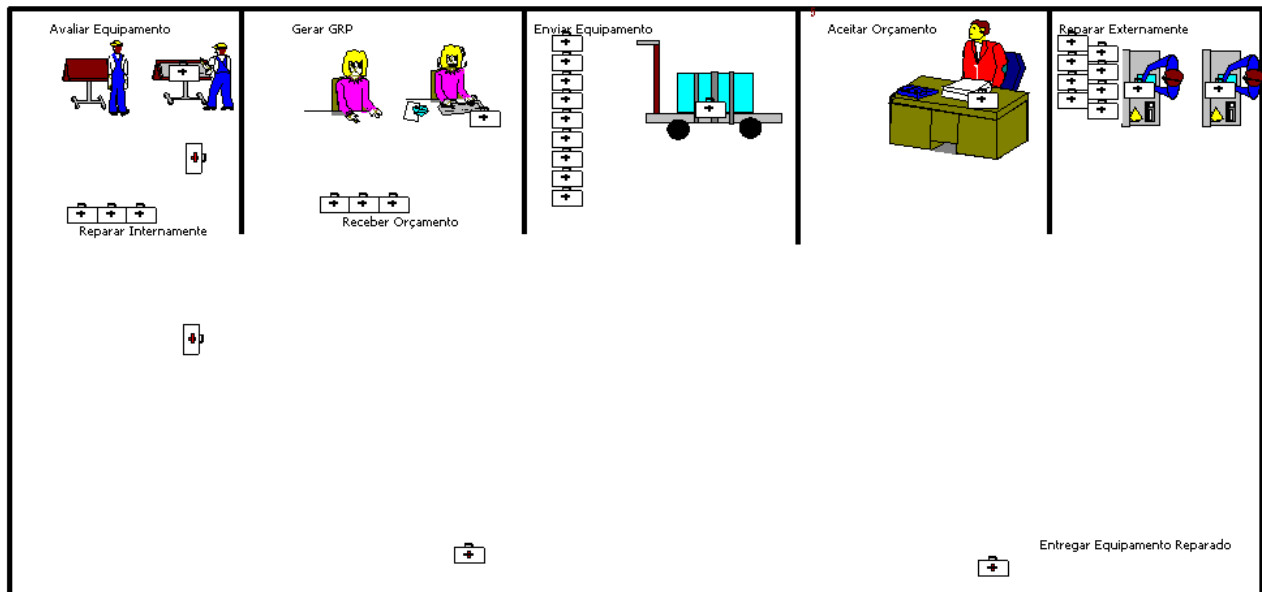 Avaliar Equipamento
Gerar GRP
Enviar Equipamento
Aceitar Orçamento
Reparar Externamente
Reparar Internamente
Receber Orçamento
Entregar Equipamento Reparado